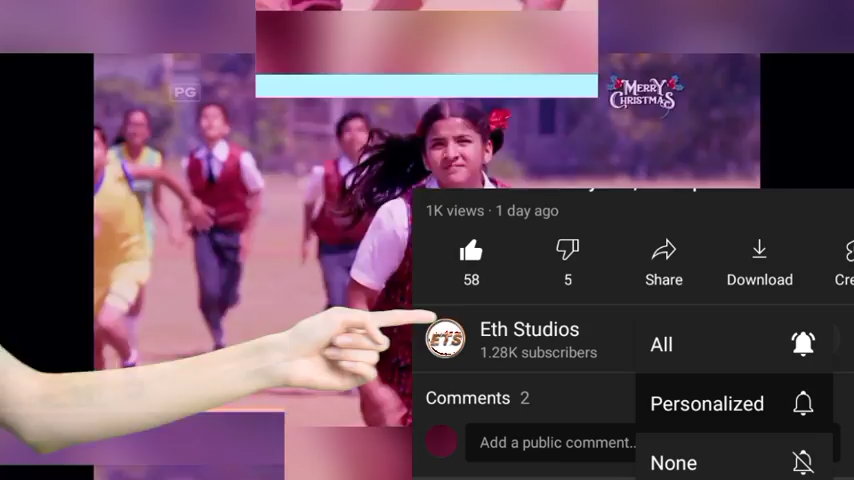 PG
MERRY
CHRISTMAS
1K views · 1 day ago
58
5
Share
Download
Cre
Eth Studios
1.28K subscribers
ETS
All
Comments 2
Personalized
Add a public comment..
None